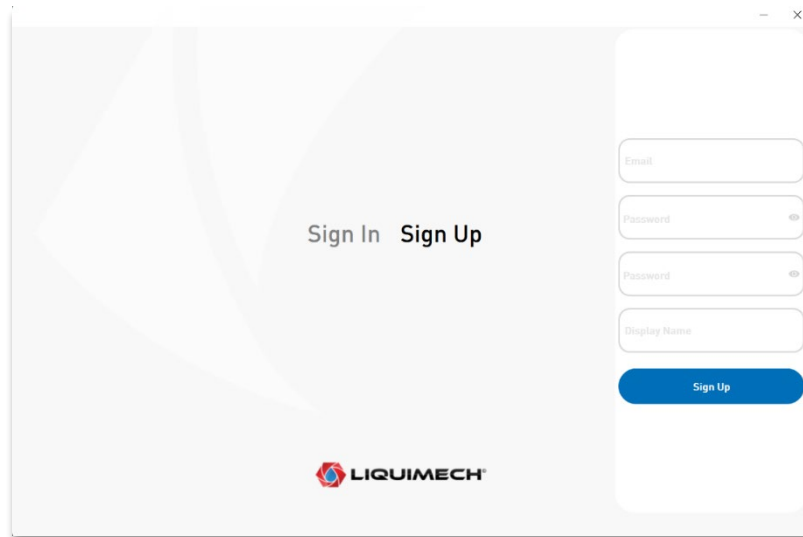 Sign In Sign Up
Email
Password
Password
Display Name
Sign Up
LIQUIMECH®